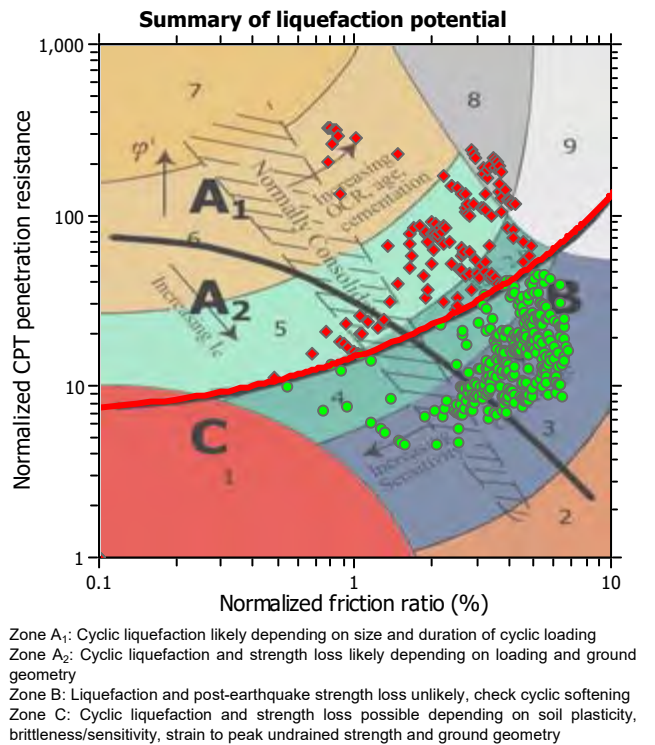 Summary of liquefaction potential
1,000
100
10
1
Normalized CPT penetration resistance
7
8
9
φ'
A₁
Normally Consolid
Increasing
OCR, age,
cementation
6
A₂
Increasing Ic
5
B
4
C
1
3
Sensitivity
2
0.1
1
10
Normalized friction ratio (%)
Zone A₁: Cyclic liquefaction likely depending on size and duration of cyclic loading
Zone A₂: Cyclic liquefaction and strength loss likely depending on loading and ground
geometry
Zone B: Liquefaction and post-earthquake strength loss unlikely, check cyclic softening
Zone C: Cyclic liquefaction and strength loss possible depending on soil plasticity,
brittleness/sensitivity, strain to peak undrained strength and ground geometry